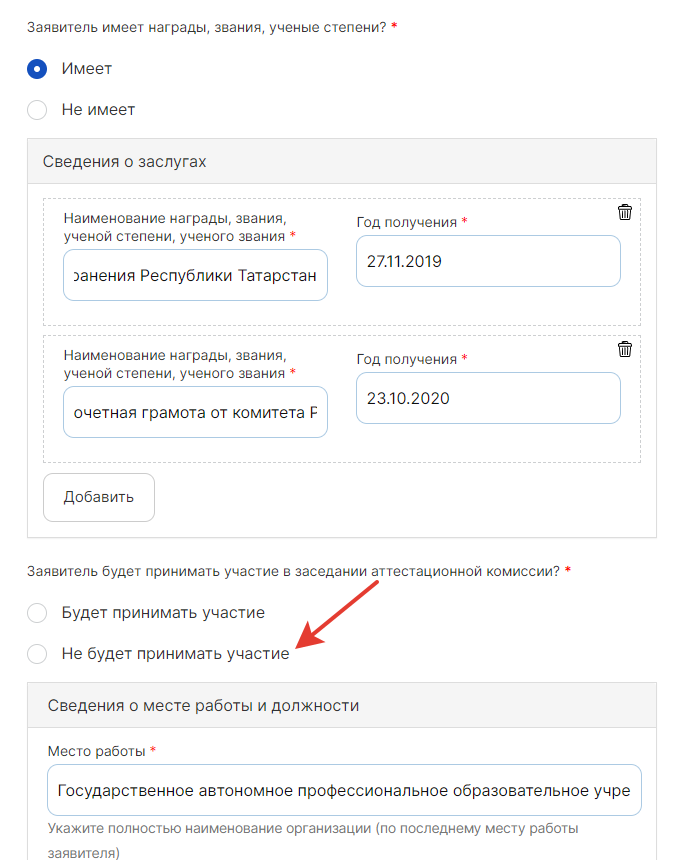 Заявитель имеет награды, звания, ученые степени? *
Имеет
Не имеет
Сведения о заслугах
Наименование награды, звания,
ученой степени, ученого звания *
ранения Республики Татарстан
Год получения *
27.11.2019
Наименование награды, звания,
ученой степени, ученого звания *
очетная грамота от комитета Р
Год получения *
23.10.2020
Добавить
Заявитель будет принимать участие в заседании аттестационной комиссии? *
Будет принимать участие
Не будет принимать участие
Сведения о месте работы и должности
Место работы *
Государственное автономное профессиональное образовательное учре
Укажите полностью наименование организации (по последнему месту работы
заявителя)